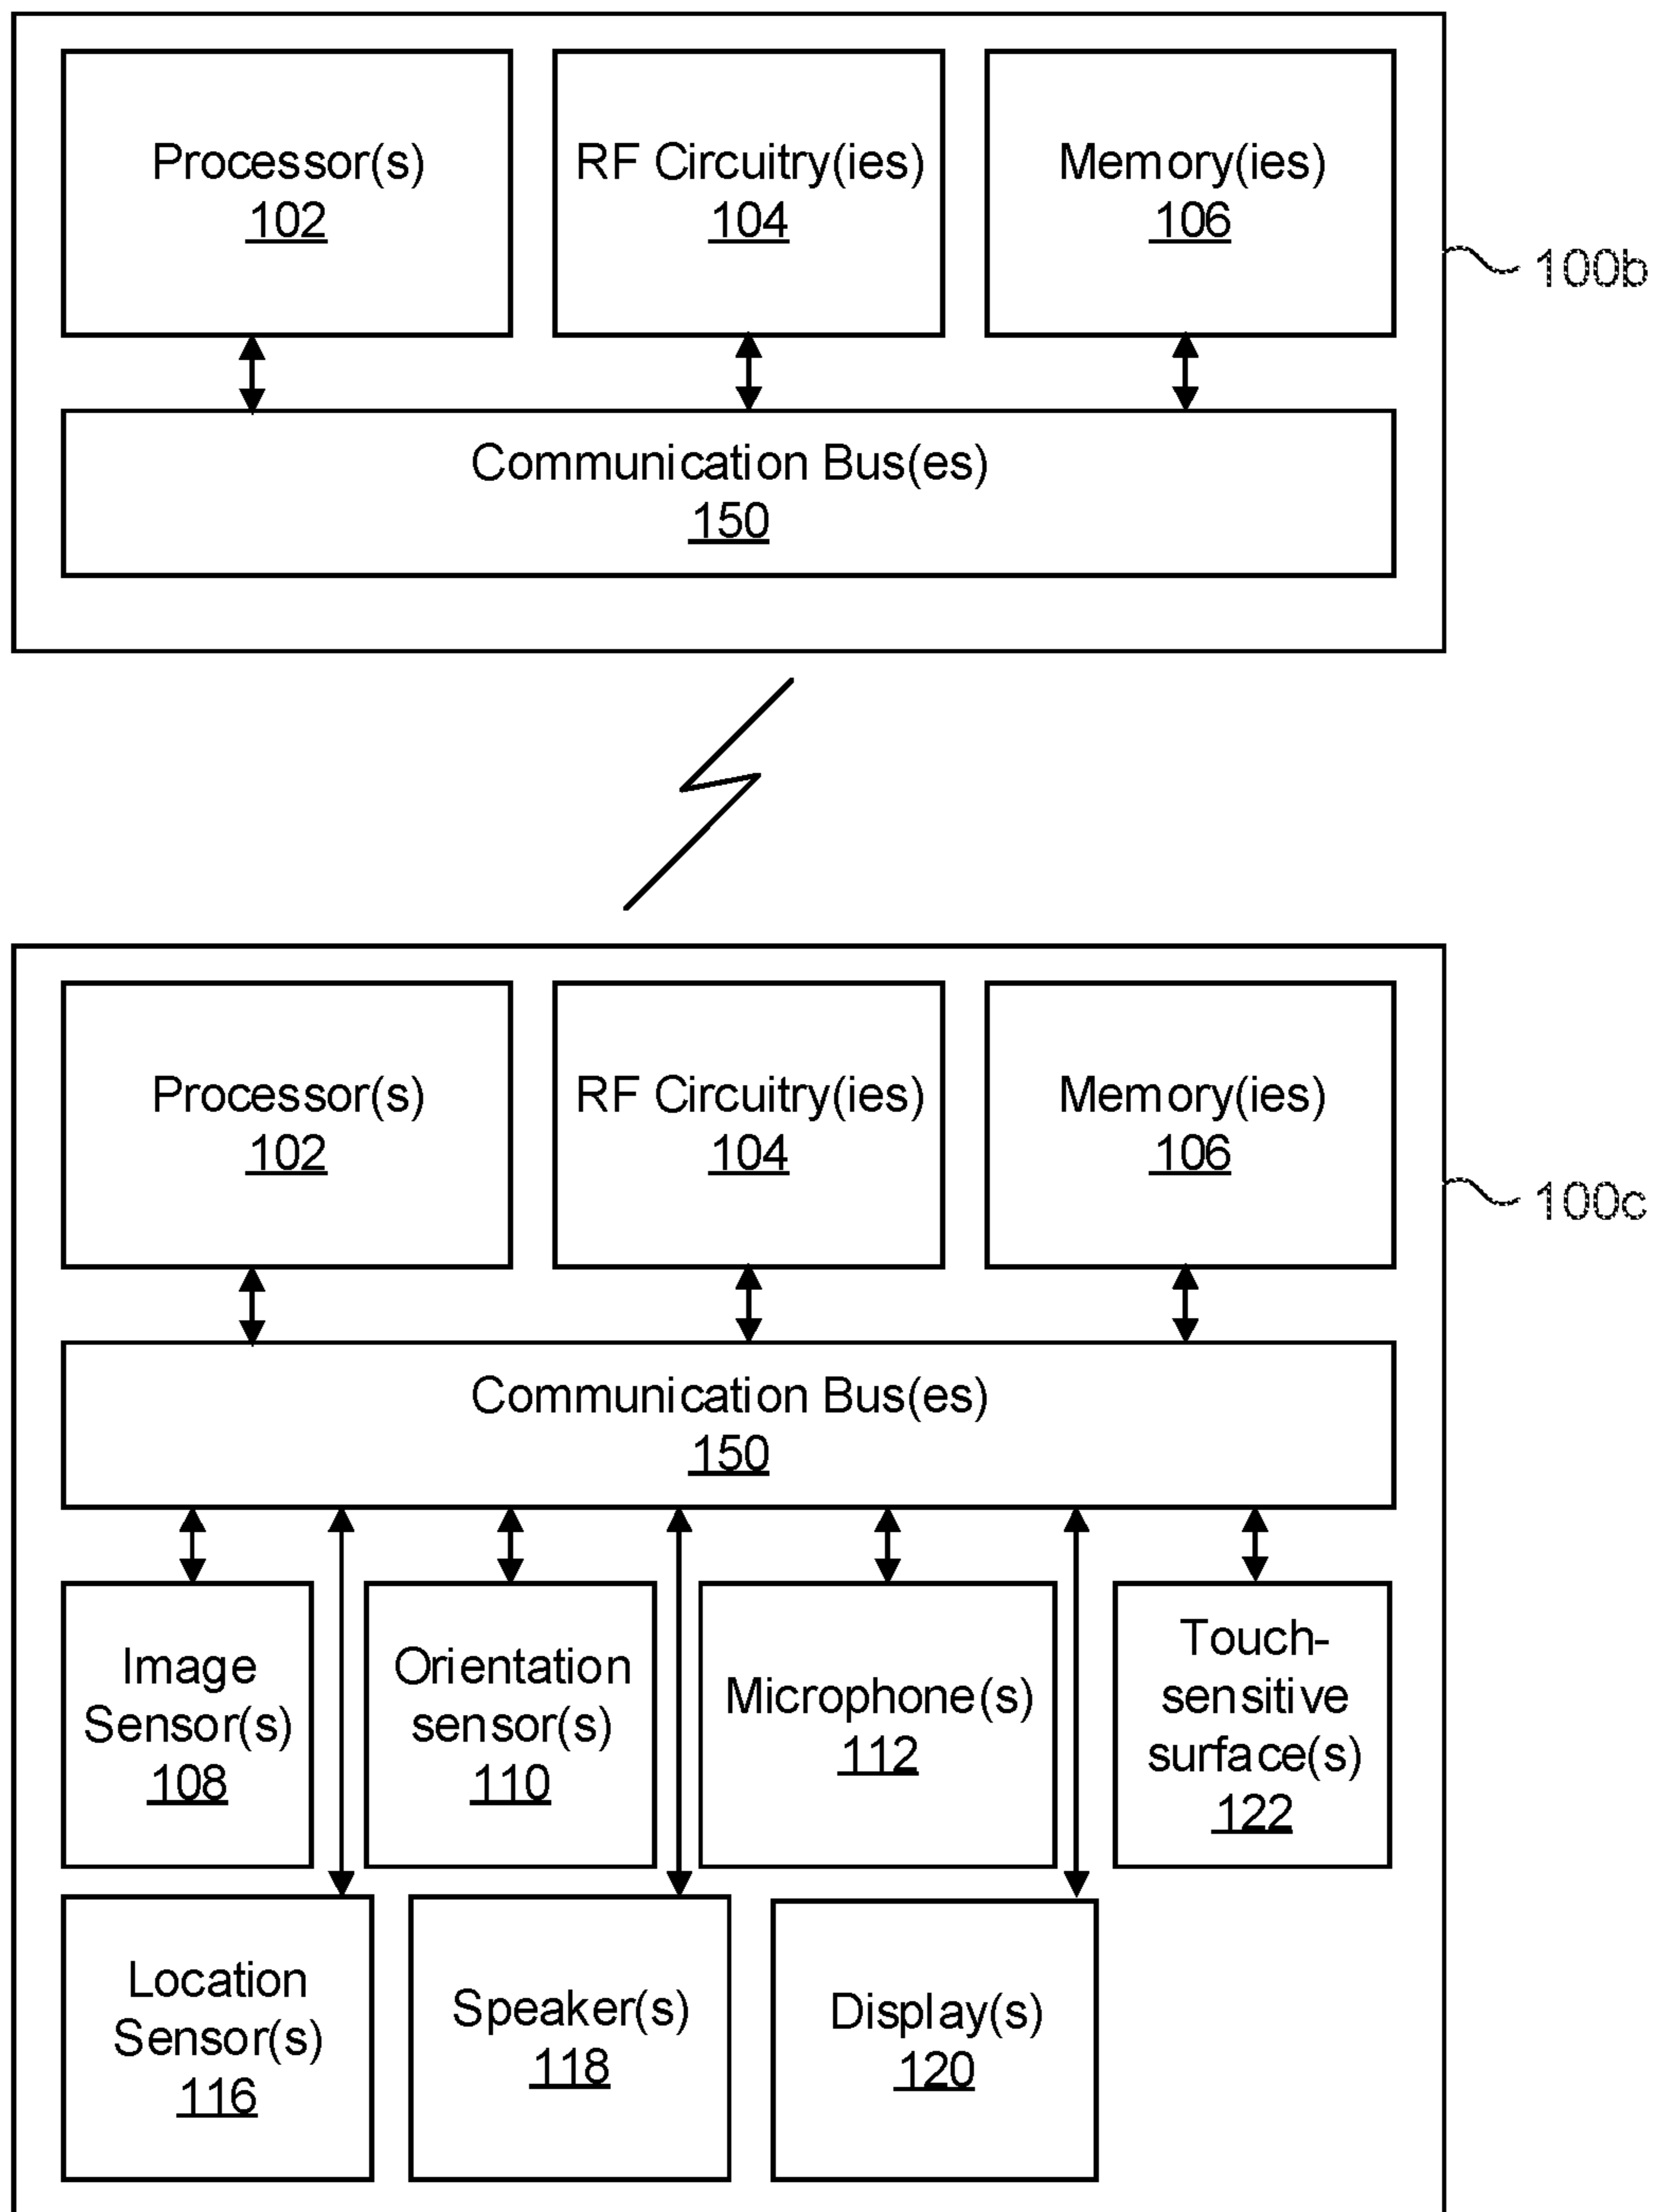 Processor(s)
102
RF Circuitry(ies)
104
Memory(ies)
106
100b
Communication Bus(es)
150
Processor(s)
102
RF Circuitry(ies)
104
Memory(ies)
106
100c
Communication Bus(es)
150
Image
Sensor(s)
108
Orientation
sensor(s)
110
Microphone(s)
112
Touch-
sensitive
surface(s)
122
Location
Sensor(s)
116
Speaker(s)
118
Display(s)
120